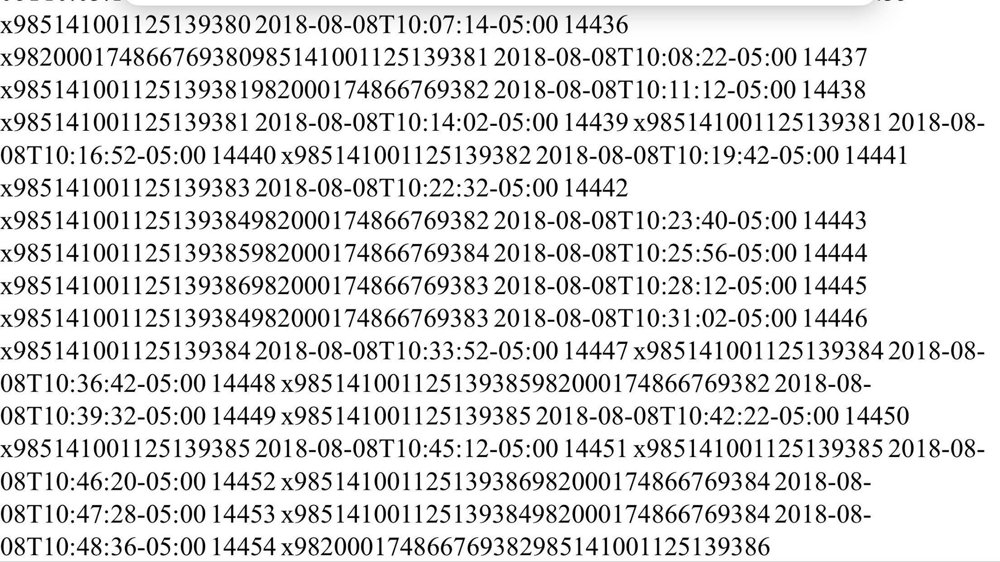 x985141001125139380 2018-08-08T10:07:14-05:00 14436
x982000174866769380985141001125139381 2018-08-08T10:08:22-05:00 14437
x985141001125139381982000174866769382 2018-08-08T10:11:12-05:00 14438
x985141001125139381 2018-08-08T10:14:02-05:00 14439 x985141001125139381 2018-08-
08T10:16:52-05:00 14440 x985141001125139382 2018-08-08T10:19:42-05:00 14441
x985141001125139383 2018-08-08T10:22:32-05:00 14442
x985141001125139384982000174866769382 2018-08-08T10:23:40-05:00 14443
x985141001125139385982000174866769384 2018-08-08T10:25:56-05:00 14444
x985141001125139386982000174866769383 2018-08-08T10:28:12-05:00 14445
x985141001125139384982000174866769383 2018-08-08T10:31:02-05:00 14446
x985141001125139384 2018-08-08T10:33:52-05:00 14447 x985141001125139384 2018-08-
08T10:36:42-05:00 14448 x985141001125139385982000174866769382 2018-08-
08T10:39:32-05:00 14449 x985141001125139385 2018-08-08T10:42:22-05:00 14450
x985141001125139385 2018-08-08T10:45:12-05:00 14451 x985141001125139385 2018-08-
08T10:46:20-05:00 14452 x985141001125139386982000174866769384 2018-08-
08T10:47:28-05:00 14453 x985141001125139384982000174866769384 2018-08-
08T10:48:36-05:00 14454 x982000174866769382985141001125139386